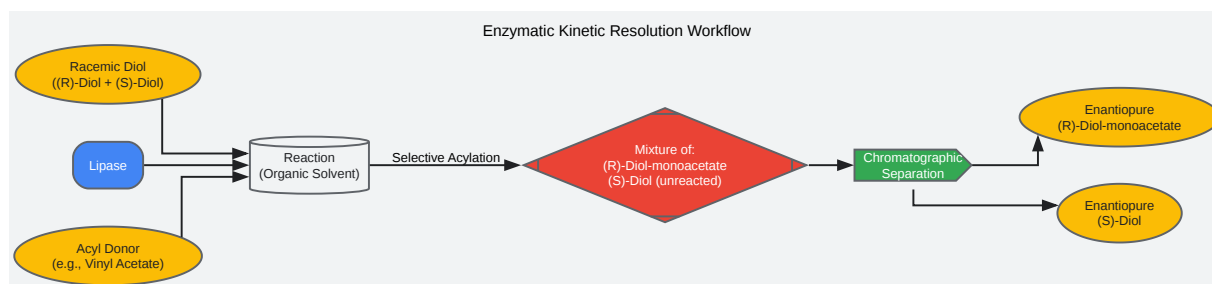 Enzymatic Kinetic Resolution Workflow
Racemic Diol
((R)-Diol + (S)-Diol)
Lipase
Acyl Donor
(e.g., Vinyl Acetate)
Reaction
(Organic Solvent)
Selective Acylation
Mixture of:
(R)-Diol-monoacetate
(S)-Diol (unreacted)
Chromatographic
Separation
Enantiopure
(R)-Diol-monoacetate
Enantiopure
(S)-Diol